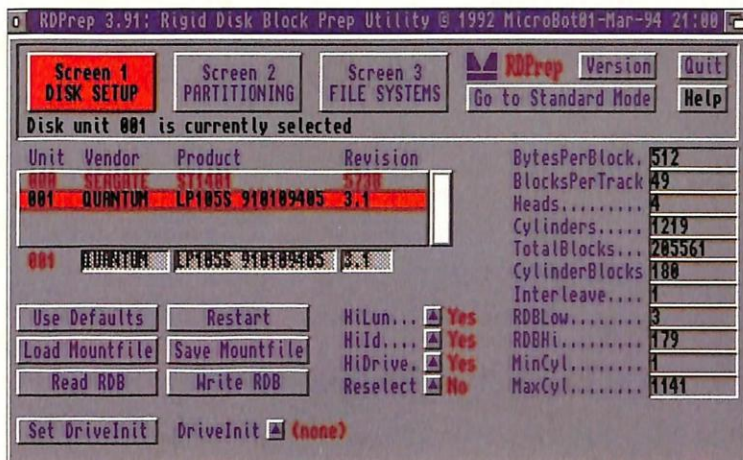 RDPrep 3.91: Rigid Disk Block Prep Utility © 1992 MicroBot01-Mar-94 21:00
Screen 1
DISK SETUP
Screen 2
PARTITIONING
Screen 3
FILE SYSTEMS
RDPrep
Version
Quit
Go to Standard Mode
Help
Disk unit 001 is currently selected
Unit Vendor Product Revision
000 SEAGATE ST1401 5730
001 QUANTUM LP105S 910109405 3.1
001 QUANTUM LP105S 910109405 3.1
Use Defaults
Restart
Load Mountfile
Save Mountfile
Read RDB
Write RDB
Set DriveInit
DriveInit (none)
HiLun... Yes
HiId.... Yes
HiDrive. Yes
Reselect No
BytesPerBlock. 512
BlocksPerTrack 49
Heads......... 4
Cylinders..... 1219
TotalBlocks... 205561
CylinderBlocks 180
Interleave.... 1
RDBLow........ 3
RDBHi......... 179
MinCyl........ 1
MaxCyl........ 1141